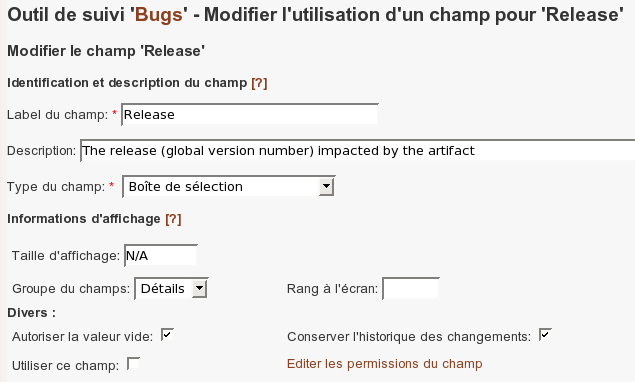 Outil de suivi 'Bugs' - Modifier l'utilisation d'un champ pour 'Release'
Modifier le champ 'Release'
Identification et description du champ [?]
Label du champ: * Release
Description: The release (global version number) impacted by the artifact
Type du champ: * Boîte de sélection
Informations d'affichage [?]
Taille d'affichage: N/A
Groupe du champs: Détails Rang à l'écran:
Divers :
Autoriser la valeur vide: Conserver l'historique des changements:
Utiliser ce champ: Editer les permissions du champ